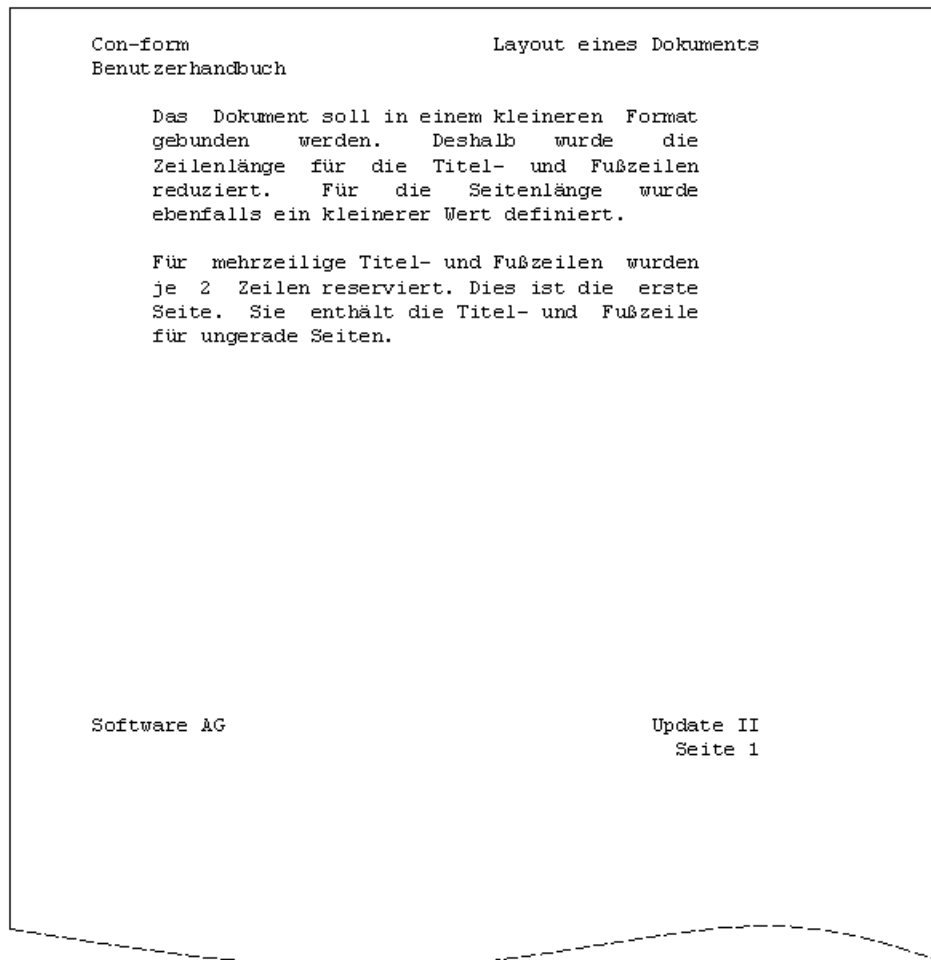 Con-form Layout eines Dokuments
Benutzerhandbuch
Das Dokument soll in einem kleineren Format
gebunden werden. Deshalb wurde die
Zeilenlänge für die Titel- und Fußzeilen
reduziert. Für die Seitenlänge wurde
ebenfalls ein kleinerer Wert definiert.
Für mehrzeilige Titel- und Fußzeilen wurden
je 2 Zeilen reserviert. Dies ist die erste
Seite. Sie enthält die Titel- und Fußzeile
für ungerade Seiten.
Software AG Update II
Seite 1